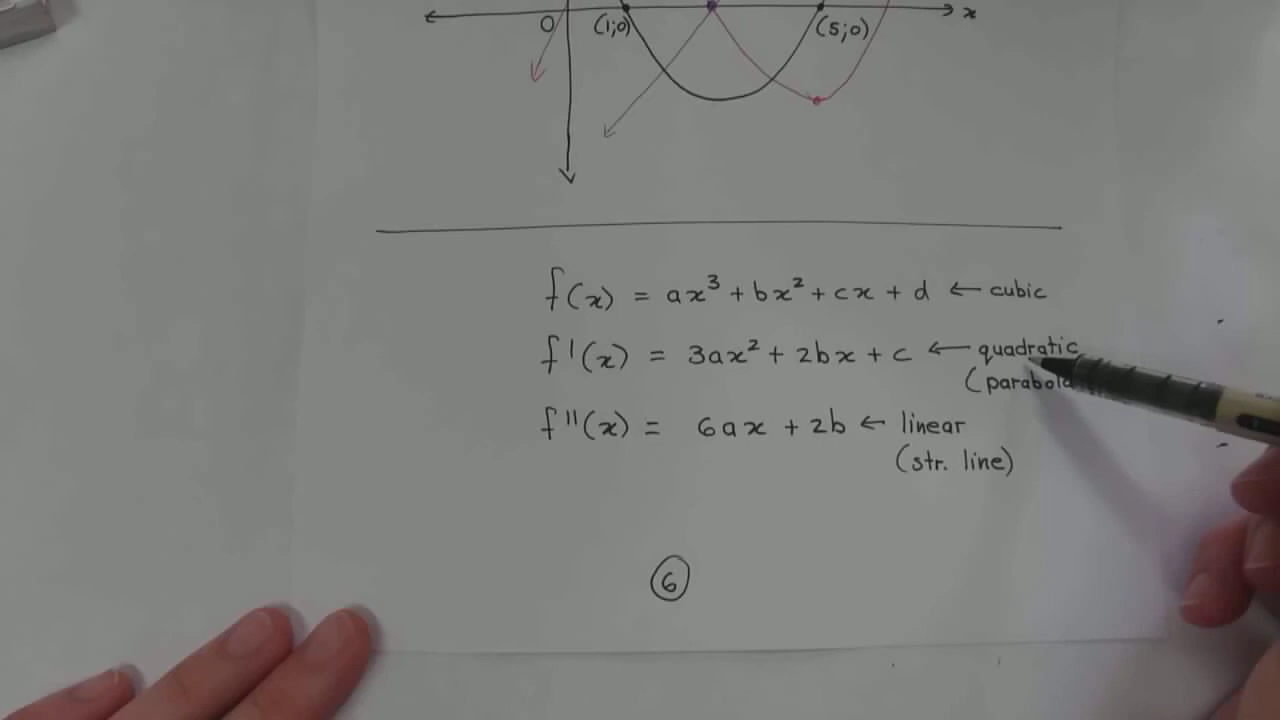 0 (1;0) (5;0) x
f(x) = ax³ + bx² + cx + d ← cubic
f'(x) = 3ax² + 2bx + c ← quadratic
(parabola
f''(x) = 6ax + 2b ← linear
(str. line)
6